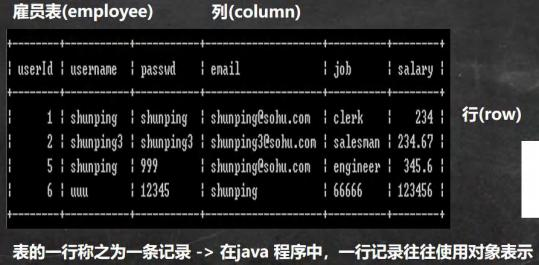 雇员表(employee) 列(column)
+--------+-----------+-----------+--------------------+----------+--------+
| userId | username | passwd | email | job | salary |
+--------+-----------+-----------+--------------------+----------+--------+
| 1 | shunping | shunping | shunping@sohu.com | clerk | 234 |
| 2 | shunping3 | shunping3 | shunping3@sohu.com | salesman | 234.67 |
行(row)
| 5 | shunping | 999 | shunping@sohu.com | engineer | 345.6 |
| 6 | uuu | 12345 | shunping | 66666 | 123456 |
+--------+-----------+-----------+--------------------+----------+--------+
表的一行称之为一条记录 -> 在java 程序中，一行记录往往使用对象表示